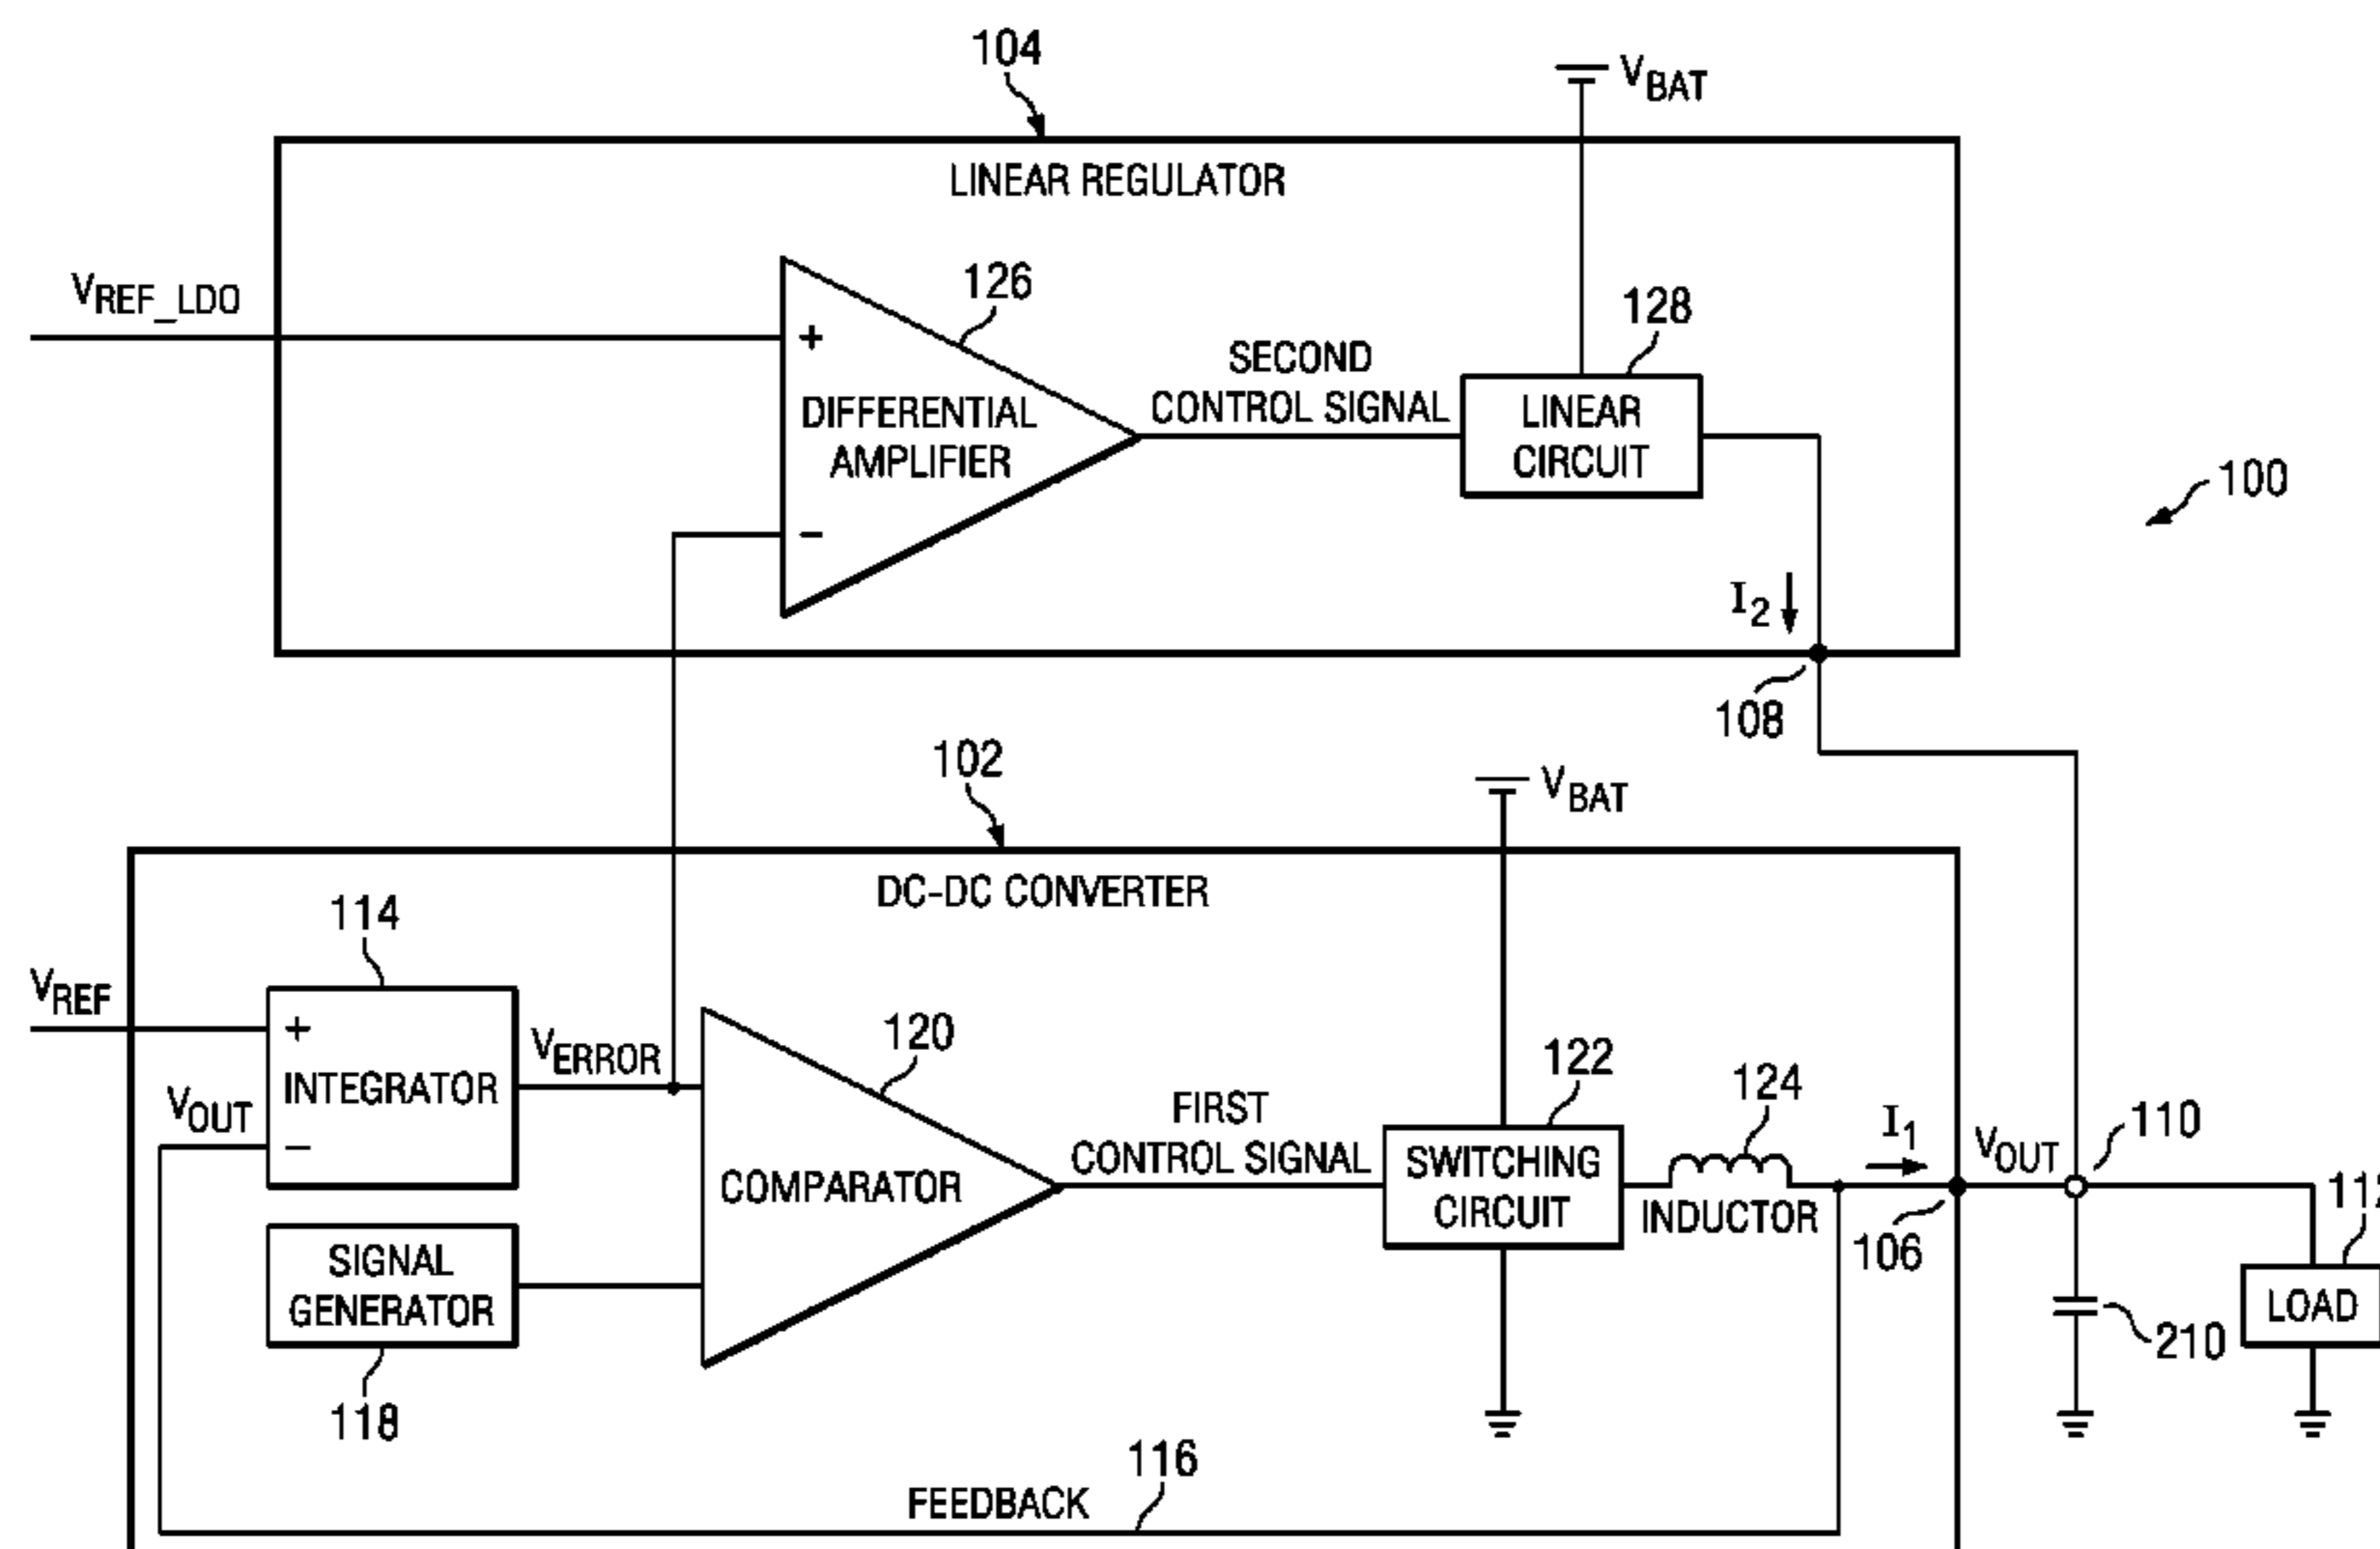 104
VBAT
LINEAR REGULATOR
VREF_LDO
126
+
DIFFERENTIAL
AMPLIFIER
−
SECOND
CONTROL SIGNAL
128
LINEAR
CIRCUIT
100
I2
108
102
VBAT
DC-DC CONVERTER
114
VREF
+
INTEGRATOR
VOUT
−
VERROR
120
COMPARATOR
FIRST
CONTROL SIGNAL
122
SWITCHING
CIRCUIT
124
INDUCTOR
I1
VOUT
110
106
112
LOAD
210
SIGNAL
GENERATOR
118
116
FEEDBACK